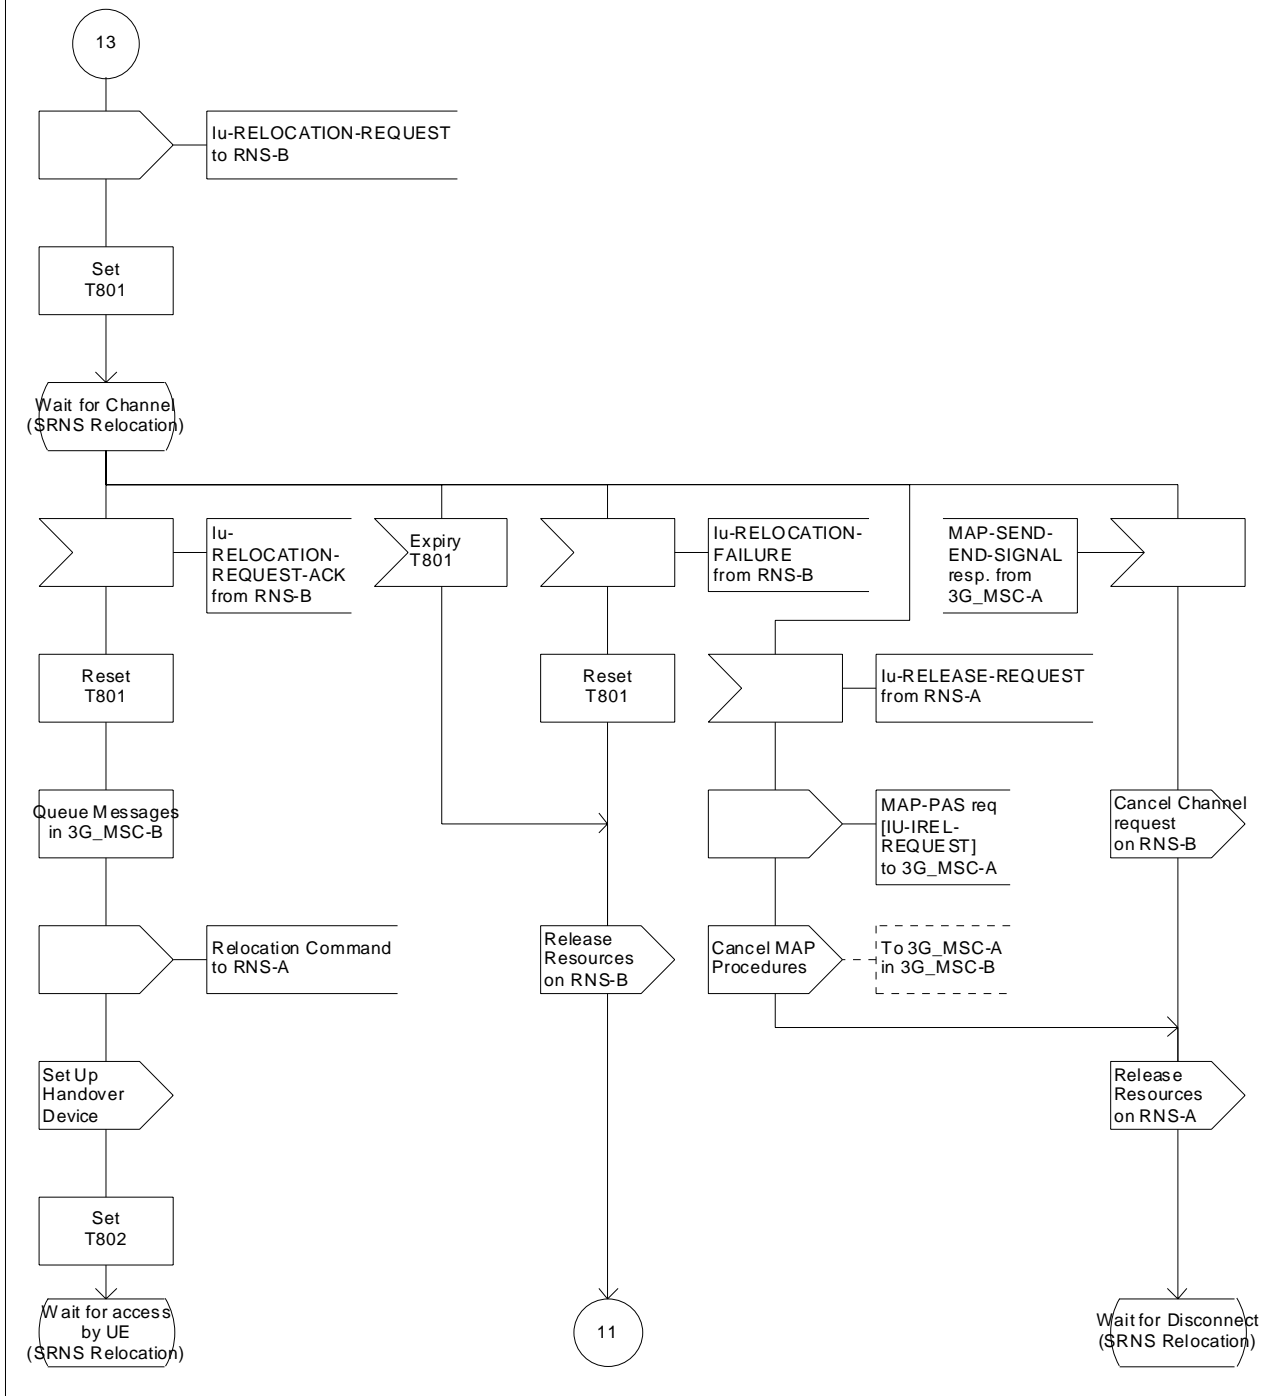 13
Iu-RELOCATION-REQUEST
to RNS-B
Set
T801
Wait for Channel
(SRNS Relocation)
Iu-
RELOCATION-
REQUEST-ACK
from RNS-B
Expiry
T801
Iu-RELOCATION-
FAILURE
from RNS-B
MAP-SEND-
END-SIGNAL
resp. from
3G_MSC-A
Reset
T801
Reset
T801
Iu-RELEASE-REQUEST
from RNS-A
Queue Messages
in 3G_MSC-B
MAP-PAS req
[IU-IREL-
REQUEST]
to 3G_MSC-A
Cancel Channel
request
on RNS-B
Relocation Command
to RNS-A
Release
Resources
on RNS-B
Cancel MAP
Procedures
To 3G_MSC-A
in 3G_MSC-B
Set Up
Handover
Device
Release
Resources
on RNS-A
Set
T802
Wait for access
by UE
(SRNS Relocation)
11
Wait for Disconnect
(SRNS Relocation)